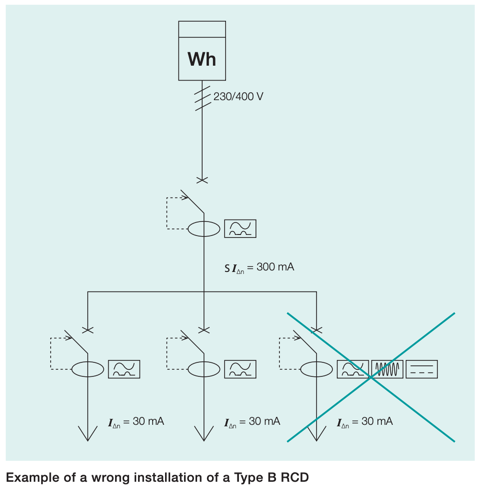 Wh
230/400 V
S IΔn = 300 mA
IΔn = 30 mA
IΔn = 30 mA
IΔn = 30 mA
Example of a wrong installation of a Type B RCD